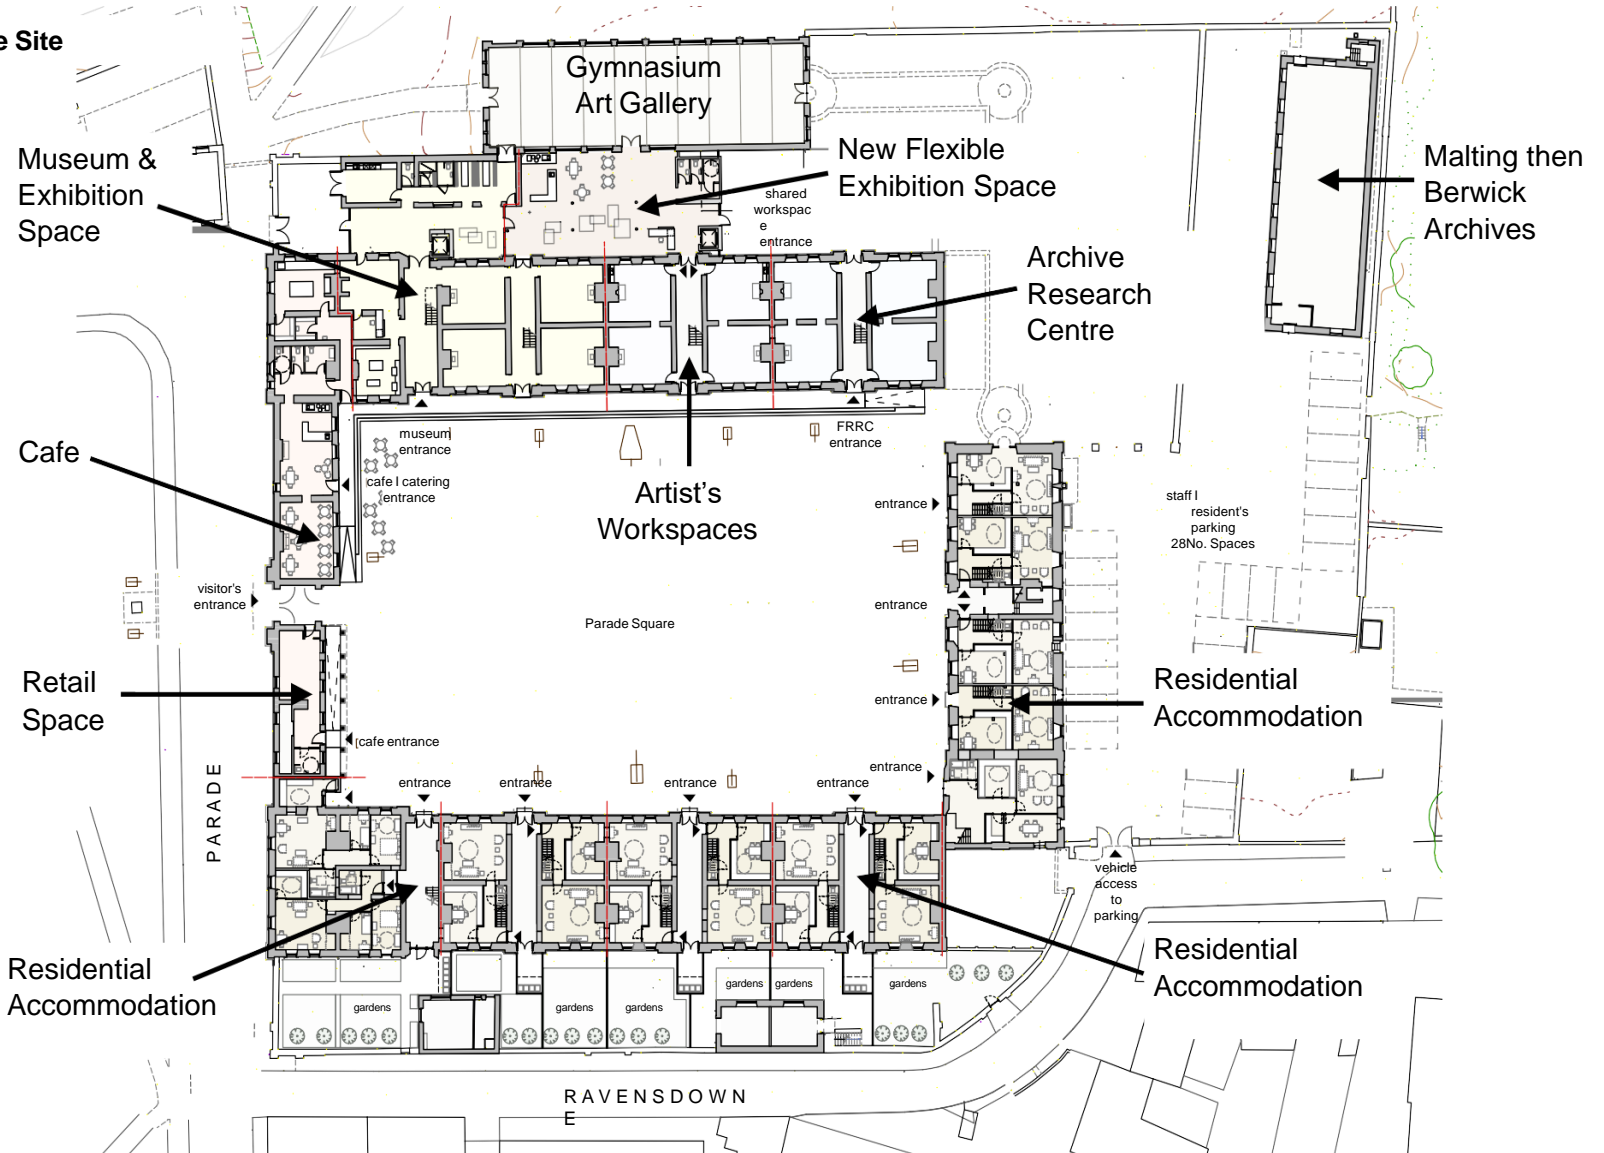 e Site
Gymnasium
Art Gallery
Museum &
Exhibition
Space
New Flexible
Exhibition Space
Malting then
Berwick
Archives
shared
workspac
e
entrance
Archive
Research
Centre
museum
entrance
FRRC
entrance
Cafe
cafe I catering
entrance
Artist's
Workspaces
entrance
staff I
resident's
parking
28No. Spaces
visitor's
entrance
entrance
Parade Square
Retail
Space
entrance
Residential
Accommodation
cafe entrance
entrance
entrance
entrance
entrance
entrance
PARADE
vehicle
access
to
parking
Residential
Accommodation
Residential
Accommodation
gardens
gardens
gardens
gardens
gardens
gardens
RAVENSDOWN
E